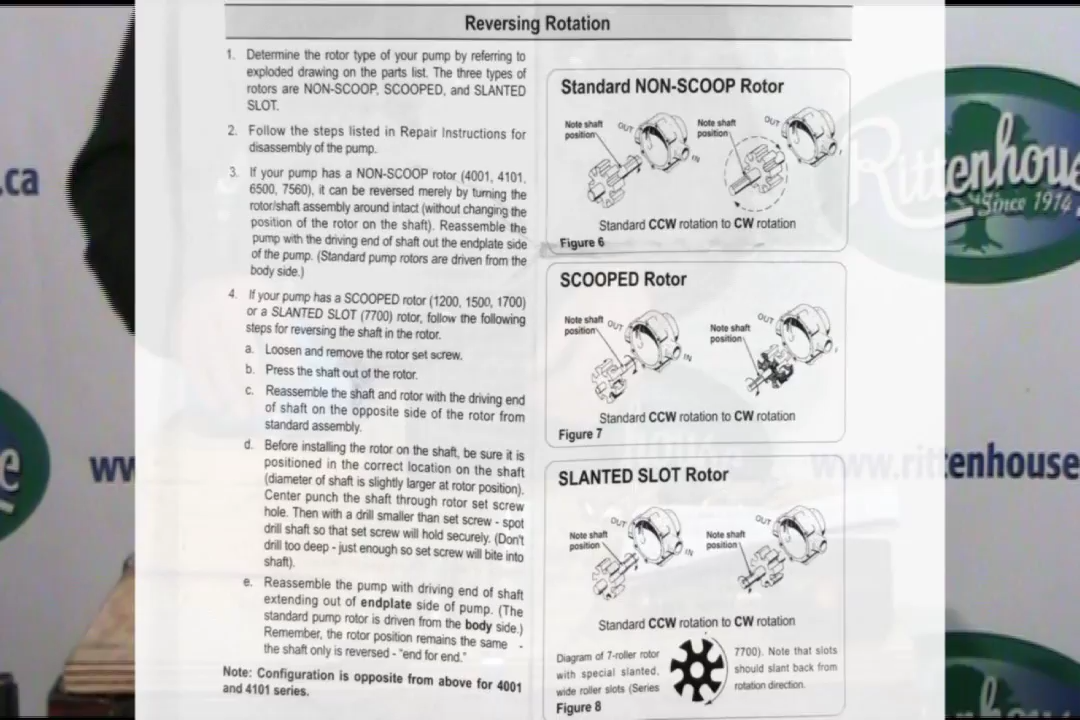 Reversing Rotation
1. Determine the rotor type of your pump by referring to
exploded drawing on the parts list. The three types of
rotors are NON-SCOOP, SCOOPED, and SLANTED
SLOT.
2. Follow the steps listed in Repair Instructions for
disassembly of the pump.
3. If your pump has a NON-SCOOP rotor (4001, 4101,
6500, 7560), it can be reversed merely by turning the
rotor/shaft assembly around intact (without changing the
position of the rotor on the shaft). Reassemble the
pump with the driving end of shaft out the endplate side
of the pump. (Standard pump rotors are driven from the
body side.)
4. If your pump has a SCOOPED rotor (1200, 1500, 1700)
or a SLANTED SLOT (7700) rotor, follow the following
steps for reversing the shaft in the rotor.
a. Loosen and remove the rotor set screw.
b. Press the shaft out of the rotor.
c. Reassemble the shaft and rotor with the driving end
of shaft on the opposite side of the rotor from
standard assembly.
d. Before installing the rotor on the shaft, be sure it is
positioned in the correct location on the shaft
(diameter of shaft is slightly larger at rotor position).
Center punch the shaft through rotor set screw
hole. Then with a drill smaller than set screw - spot
drill shaft so that set screw will hold securely. (Don't
drill too deep - just enough so set screw will bite into
shaft).
e. Reassemble the pump with driving end of shaft
extending out of endplate side of pump. (The
standard pump rotor is driven from the body side.)
Remember, the rotor position remains the same -
the shaft only is reversed - "end for end."
Note: Configuration is opposite from above for 4001
and 4101 series.
Standard NON-SCOOP Rotor
Note shaft
position
OUT
IN
Note shaft
position
OUT
Standard CCW rotation to CW rotation
Figure 6
SCOOPED Rotor
Note shaft
position
OUT
IN
Note shaft
position
OUT
Standard CCW rotation to CW rotation
Figure 7
SLANTED SLOT Rotor
Note shaft
position
OUT
IN
Note shaft
position
OUT
Standard CCW rotation to CW rotation
Diagram of 7-roller rotor
with special slanted,
wide roller slots (Series
7700). Note that slots
should slant back from
rotation direction.
Figure 8
.ca
e
ww
Rittenhou
Since 1914
www.rittenhouse